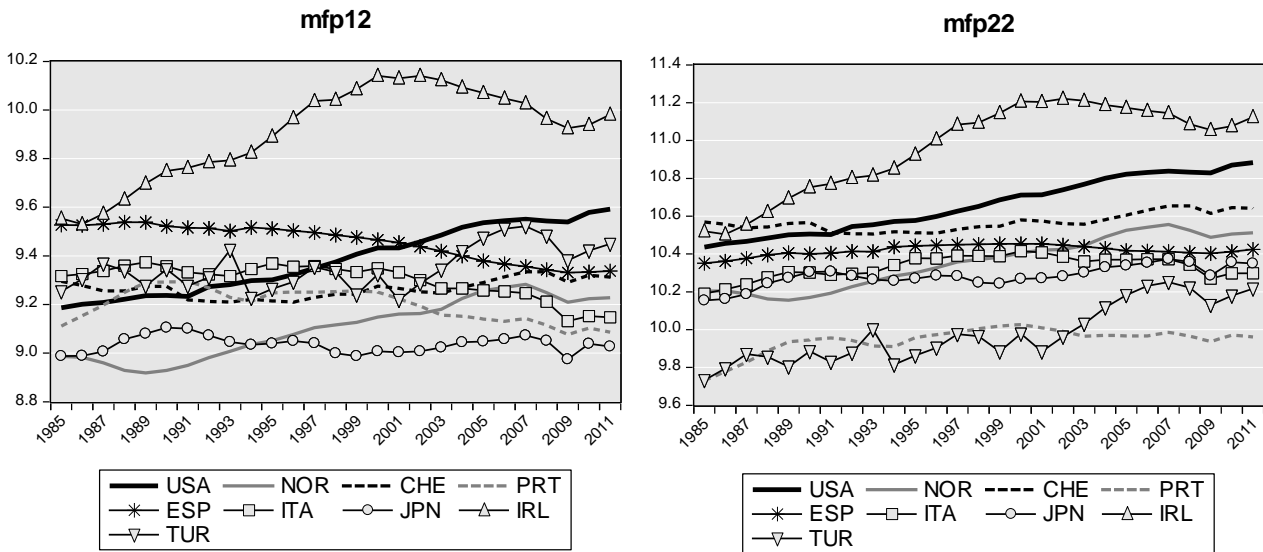 mfp12
10.2
10.0
9.8
9.6
9.4
9.2
9.0
8.8
1985 1987 1989 1991 1993 1995 1997 1999 2001 2003 2005 2007 2009 2011
USA NOR CHE PRT
ESP ITA JPN IRL
TUR
mfp22
11.4
11.2
11.0
10.8
10.6
10.4
10.2
10.0
9.8
9.6
1985 1987 1989 1991 1993 1995 1997 1999 2001 2003 2005 2007 2009 2011
USA NOR CHE PRT
ESP ITA JPN IRL
TUR